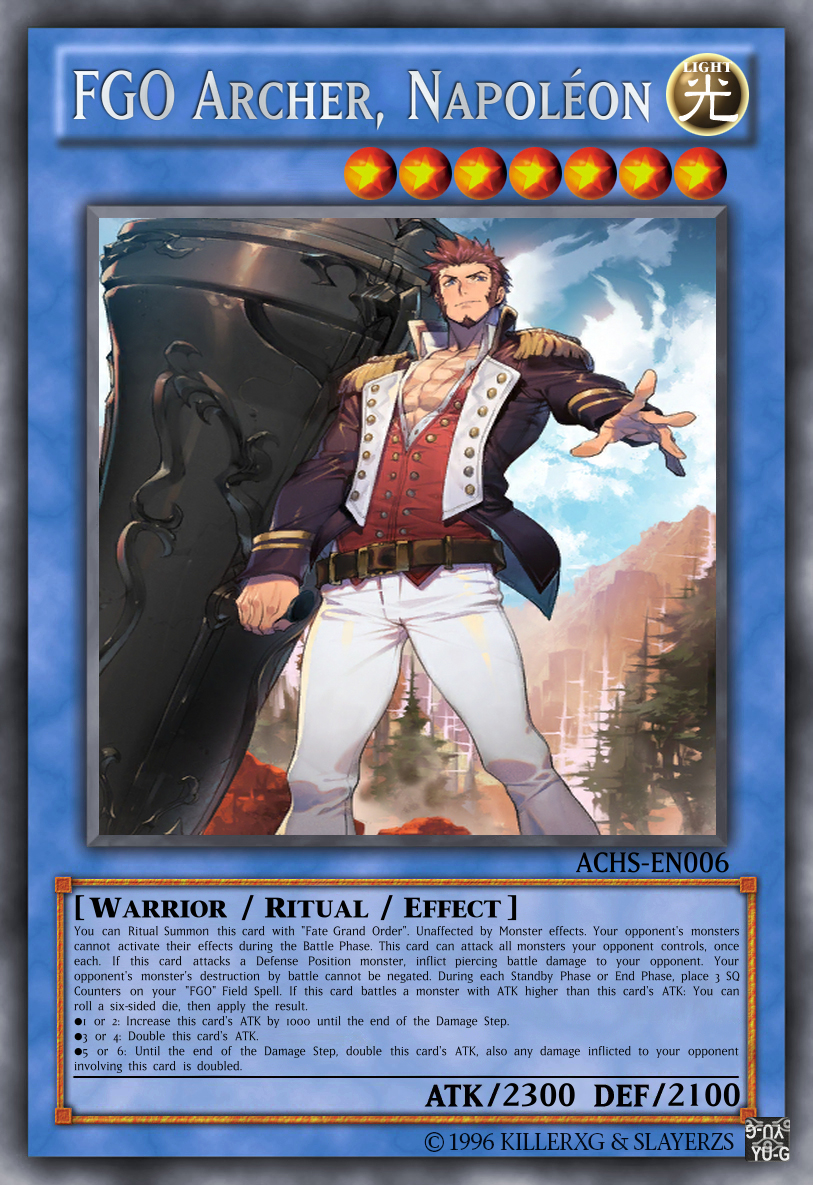 FGO Archer, Napoléon
LIGHT
光
ACHS-EN006
[ Warrior / Ritual / Effect ]
You can Ritual Summon this card with "Fate Grand Order". Unaffected by Monster effects. Your opponent's monsters
cannot activate their effects during the Battle Phase. This card can attack all monsters your opponent controls, once
each. If this card attacks a Defense Position monster, inflict piercing battle damage to your opponent. Your
opponent's monster's destruction by battle cannot be negated. During each Standby Phase or End Phase, place 3 SQ
Counters on your "FGO" Field Spell. If this card battles a monster with ATK higher than this card's ATK: You can
roll a six-sided die, then apply the result.
●1 or 2: Increase this card's ATK by 1000 until the end of the Damage Step.
●3 or 4: Double this card's ATK.
●5 or 6: Until the end of the Damage Step, double this card's ATK, also any damage inflicted to your opponent
involving this card is doubled.
ATK/2300 DEF/2100
© 1996 KILLERXG & SLAYERZS
YU-G